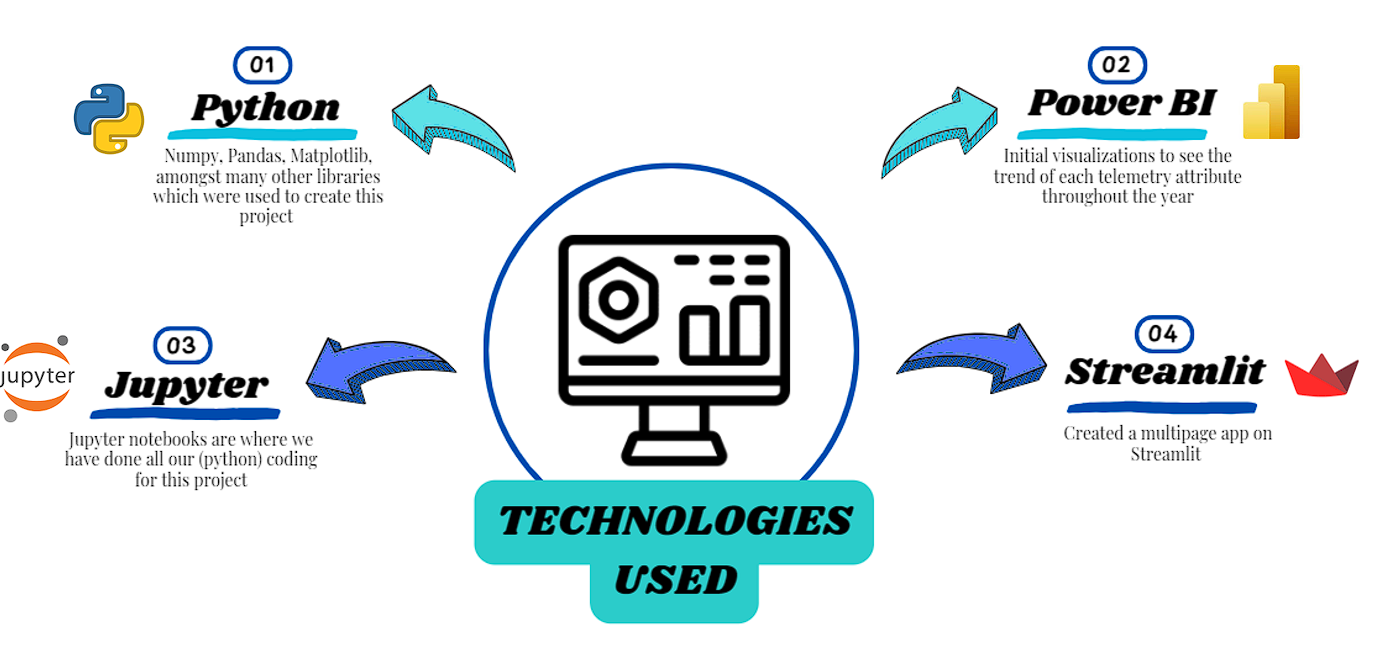 01
Python
Numpy, Pandas, Matplotlib,
amongst many other libraries
which were used to create this
project
02
Power BI
Initial visualizations to see the
trend of each telemetry attribute
throughout the year
03
jupyter
Jupyter
Jupyter notebooks are where we
have done all our (python) coding
for this project
04
Streamlit
Created a multipage app on
Streamlit
TECHNOLOGIES
USED